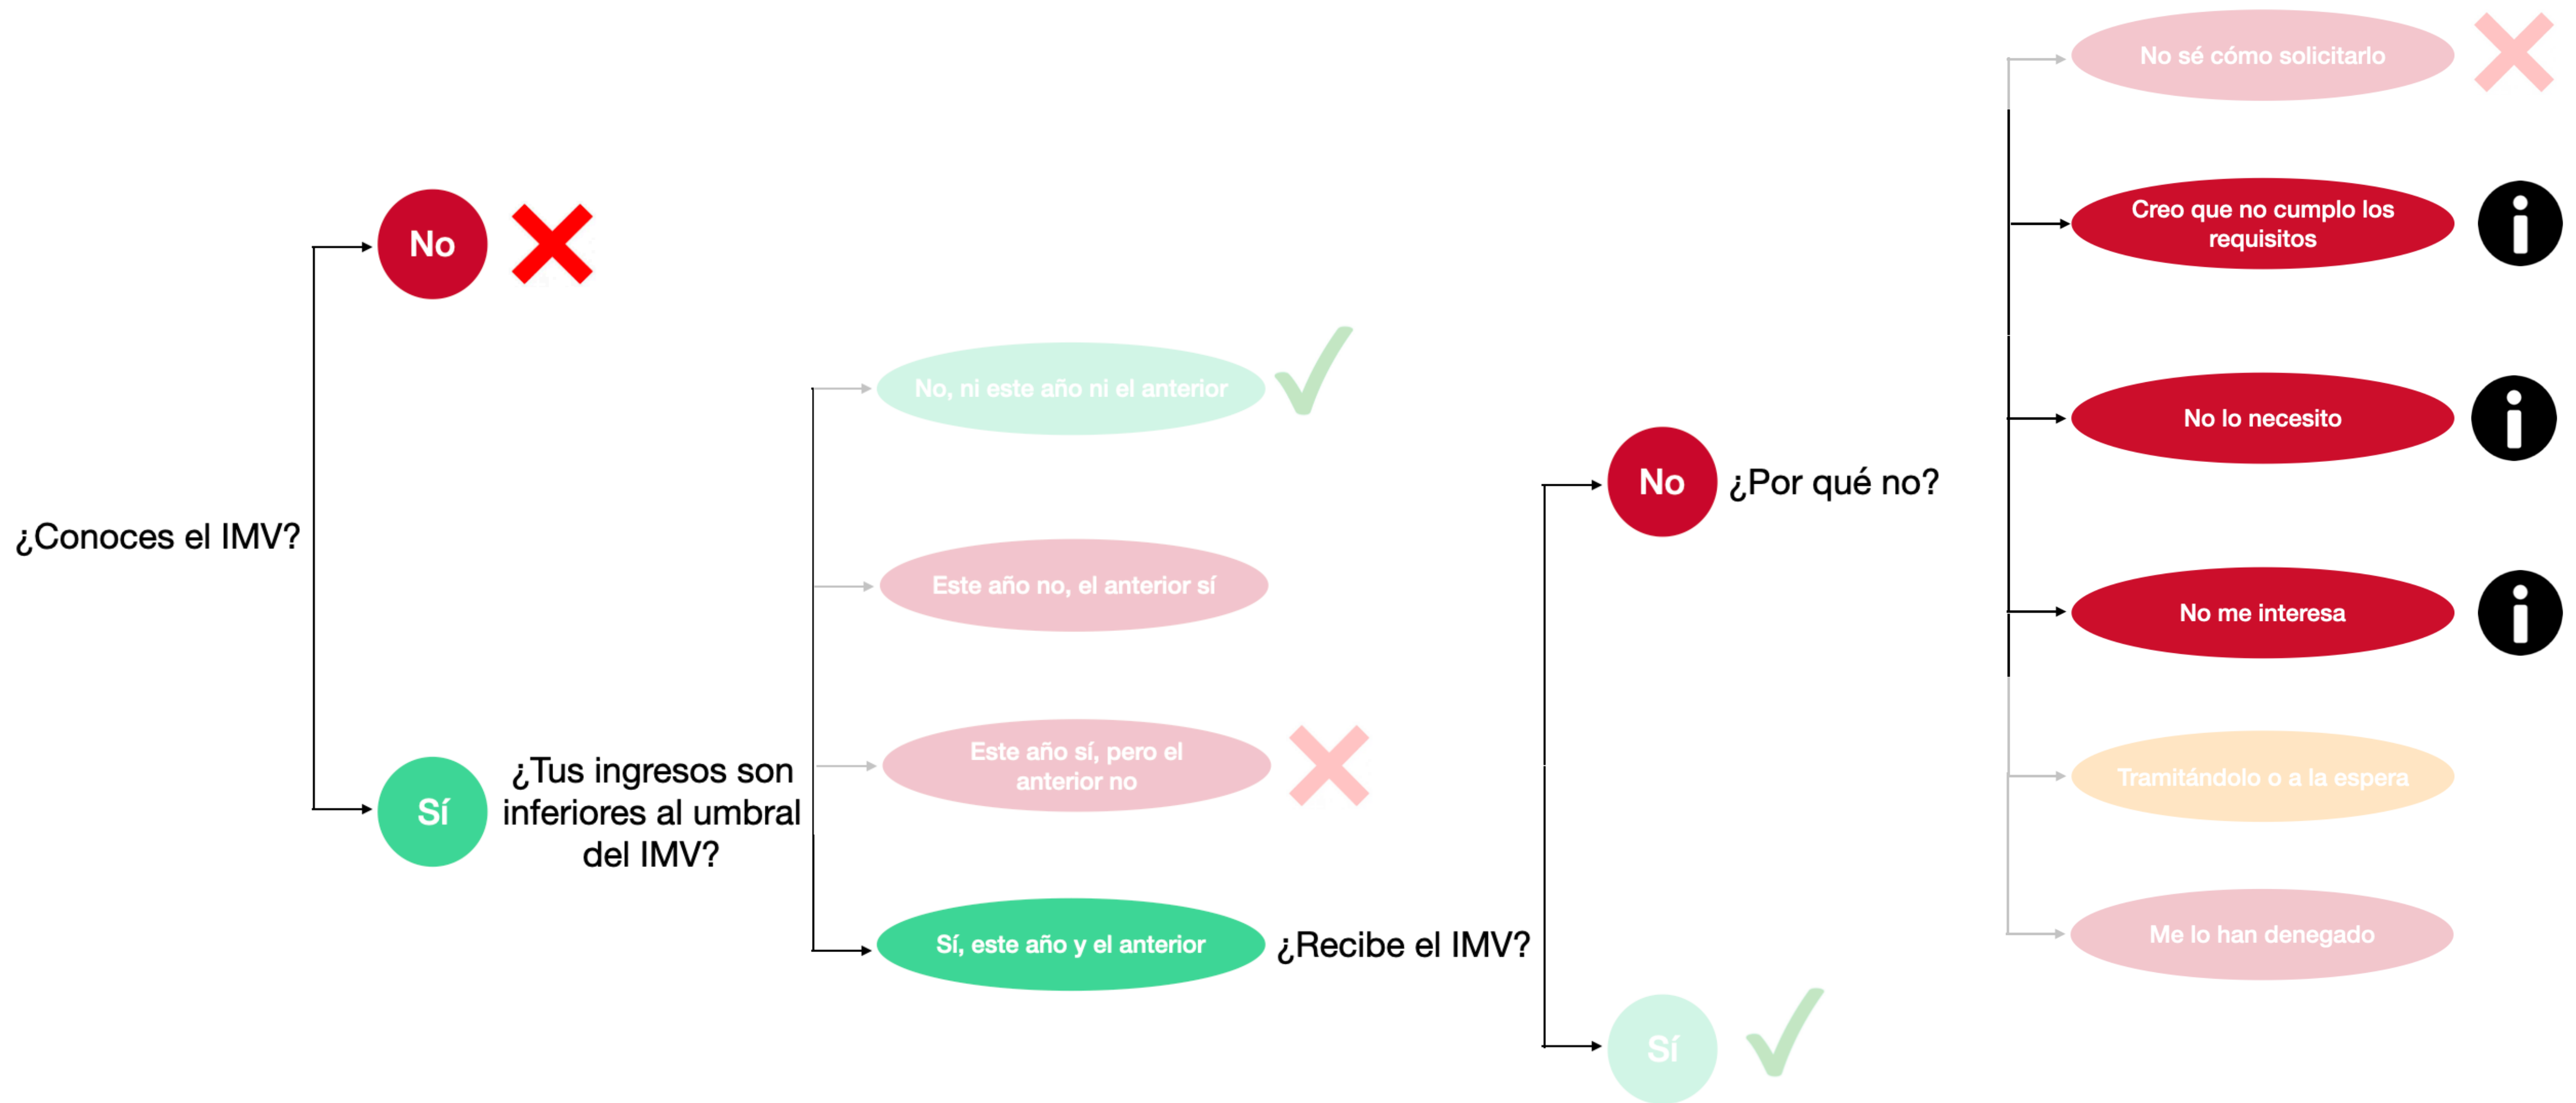 ¿Conoces el IMV?
No
Sí
¿Tus ingresos son
inferiores al umbral
del IMV?
No, ni este año ni el anterior
Este año no, el anterior sí
Este año sí, pero el
anterior no
Sí, este año y el anterior
¿Recibe el IMV?
No
¿Por qué no?
Sí
No sé cómo solicitarlo
Creo que no cumplo los
requisitos
No lo necesito
No me interesa
Tramitándolo o a la espera
Me lo han denegado